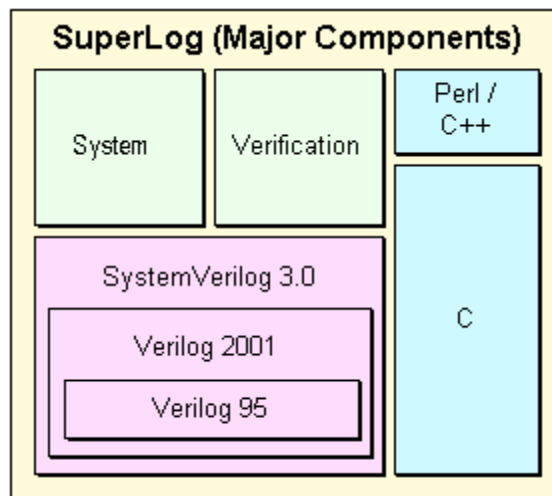 SuperLog (Major Components)
System
Verification
Perl /
C++
SystemVerilog 3.0
Verilog 2001
Verilog 95
C